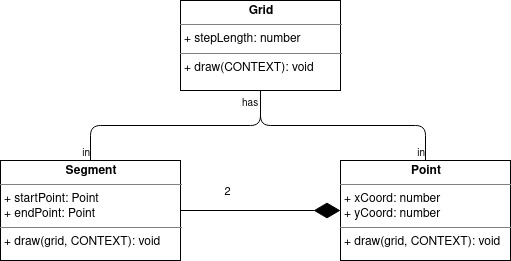 Grid
+ stepLength: number
+ draw(CONTEXT): void
has
in
in
Segment
+ startPoint: Point
+ endPoint: Point
+ draw(grid, CONTEXT): void
2
Point
+ xCoord: number
+ yCoord: number
+ draw(grid, CONTEXT): void